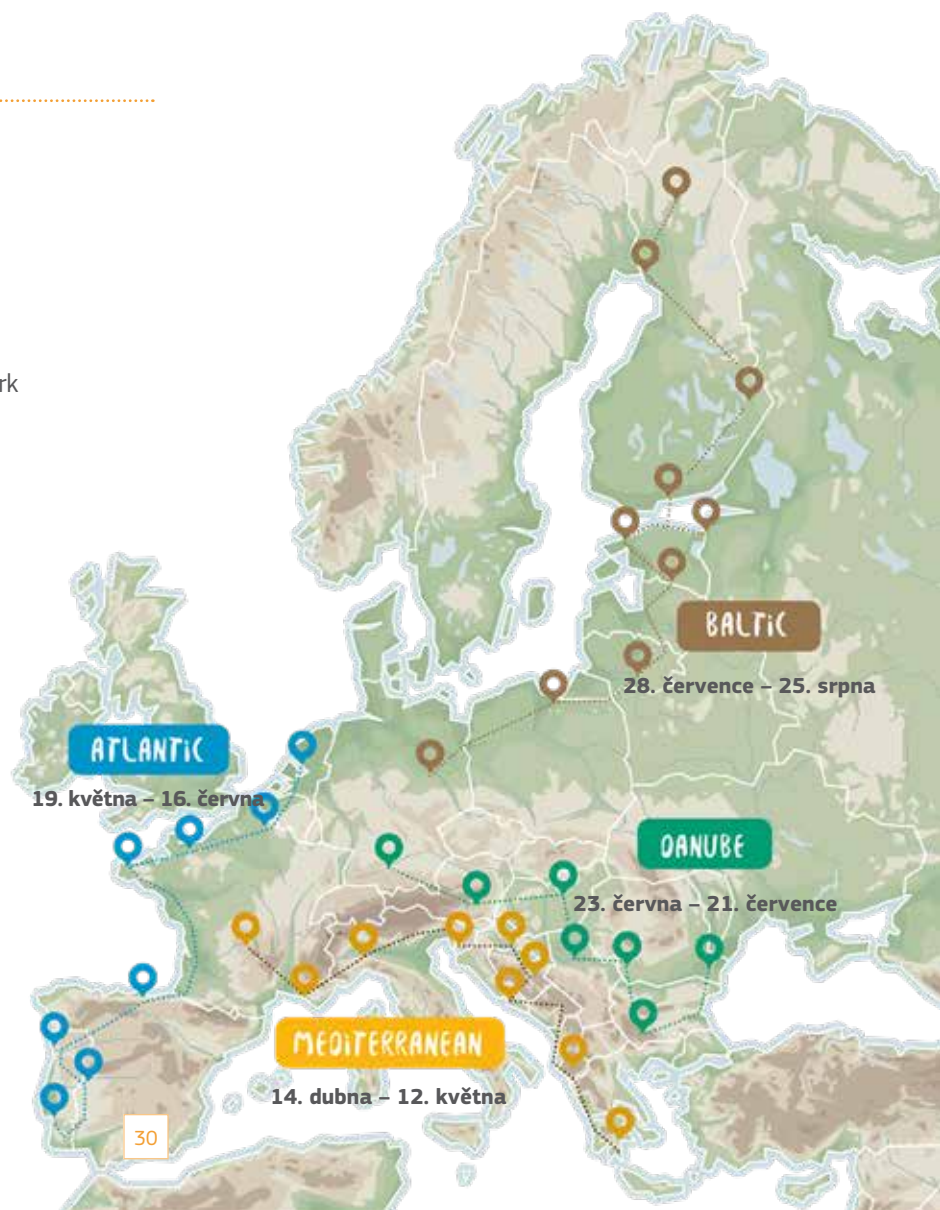 rk
BALTIC
28. července – 25. srpna
ATLANTIC
19. května – 16. června
DANUBE
23. června – 21. července
MEDITERRANEAN
14. dubna – 12. května
30